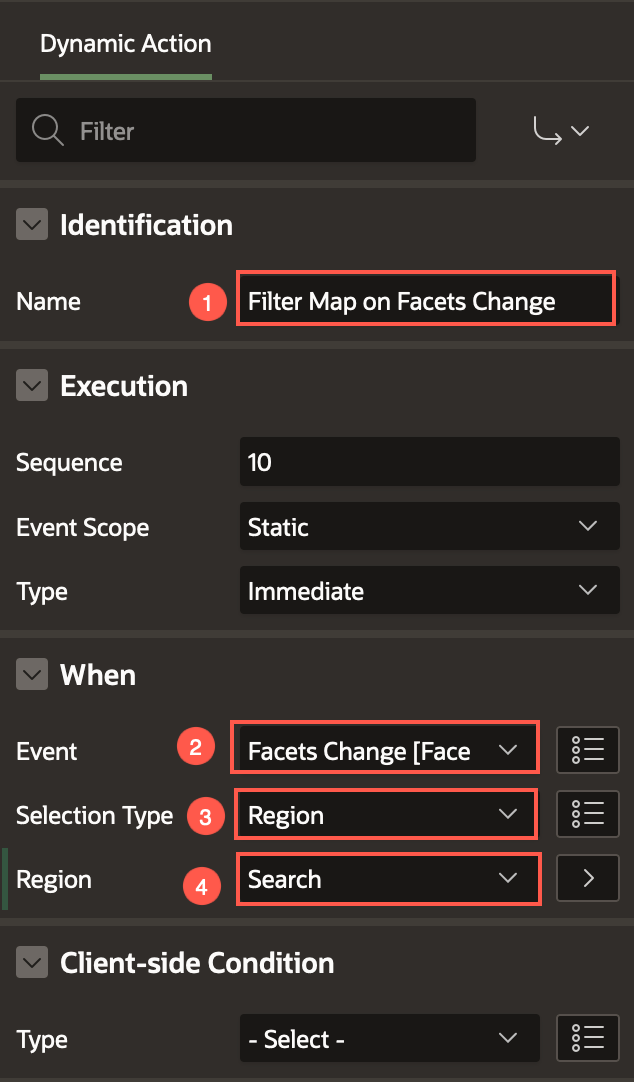 Dynamic Action
Filter
Identification
Name 1 Filter Map on Facets Change
Execution
Sequence 10
Event Scope Static
Type Immediate
When
Event 2 Facets Change [Face
Selection Type 3 Region
Region 4 Search
Client-side Condition
Type - Select -